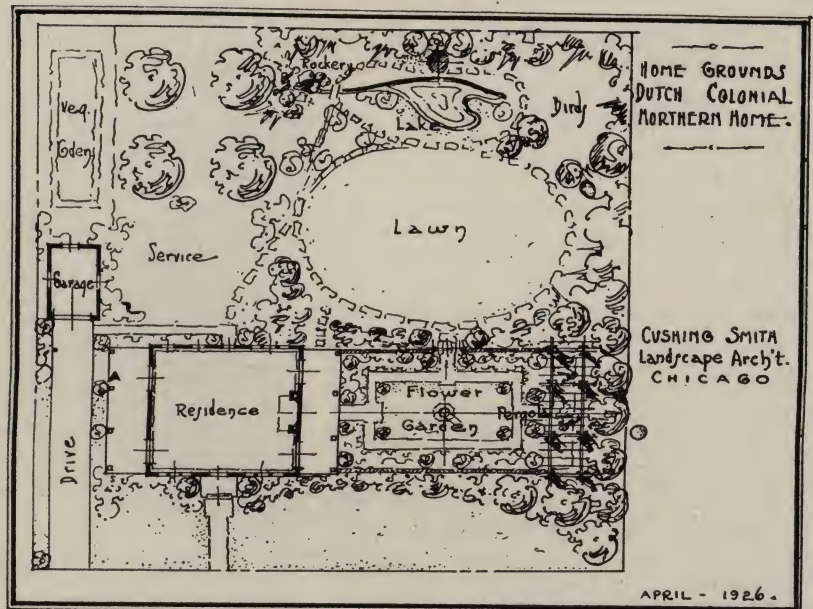 HOME GROUNDS
DUTCH COLONIAL
NORTHERN HOME.
Rockery
Veg.
Gden
Lake
Birds
Lawn
Service
Garage
Residence
Flower
Garden
Pergola
Drive
A
CUSHING SMITH
Landscape Arch't.
CHICAGO
APRIL - 1926.